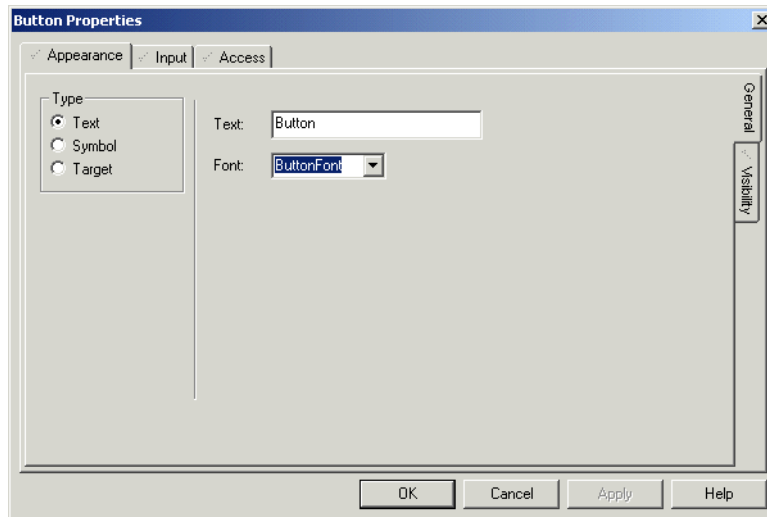 Button Properties
Appearance Input Access
General
Visibility
Type
Text
Symbol
Target
Text: Button
Font: ButtonFont
OK Cancel Apply Help